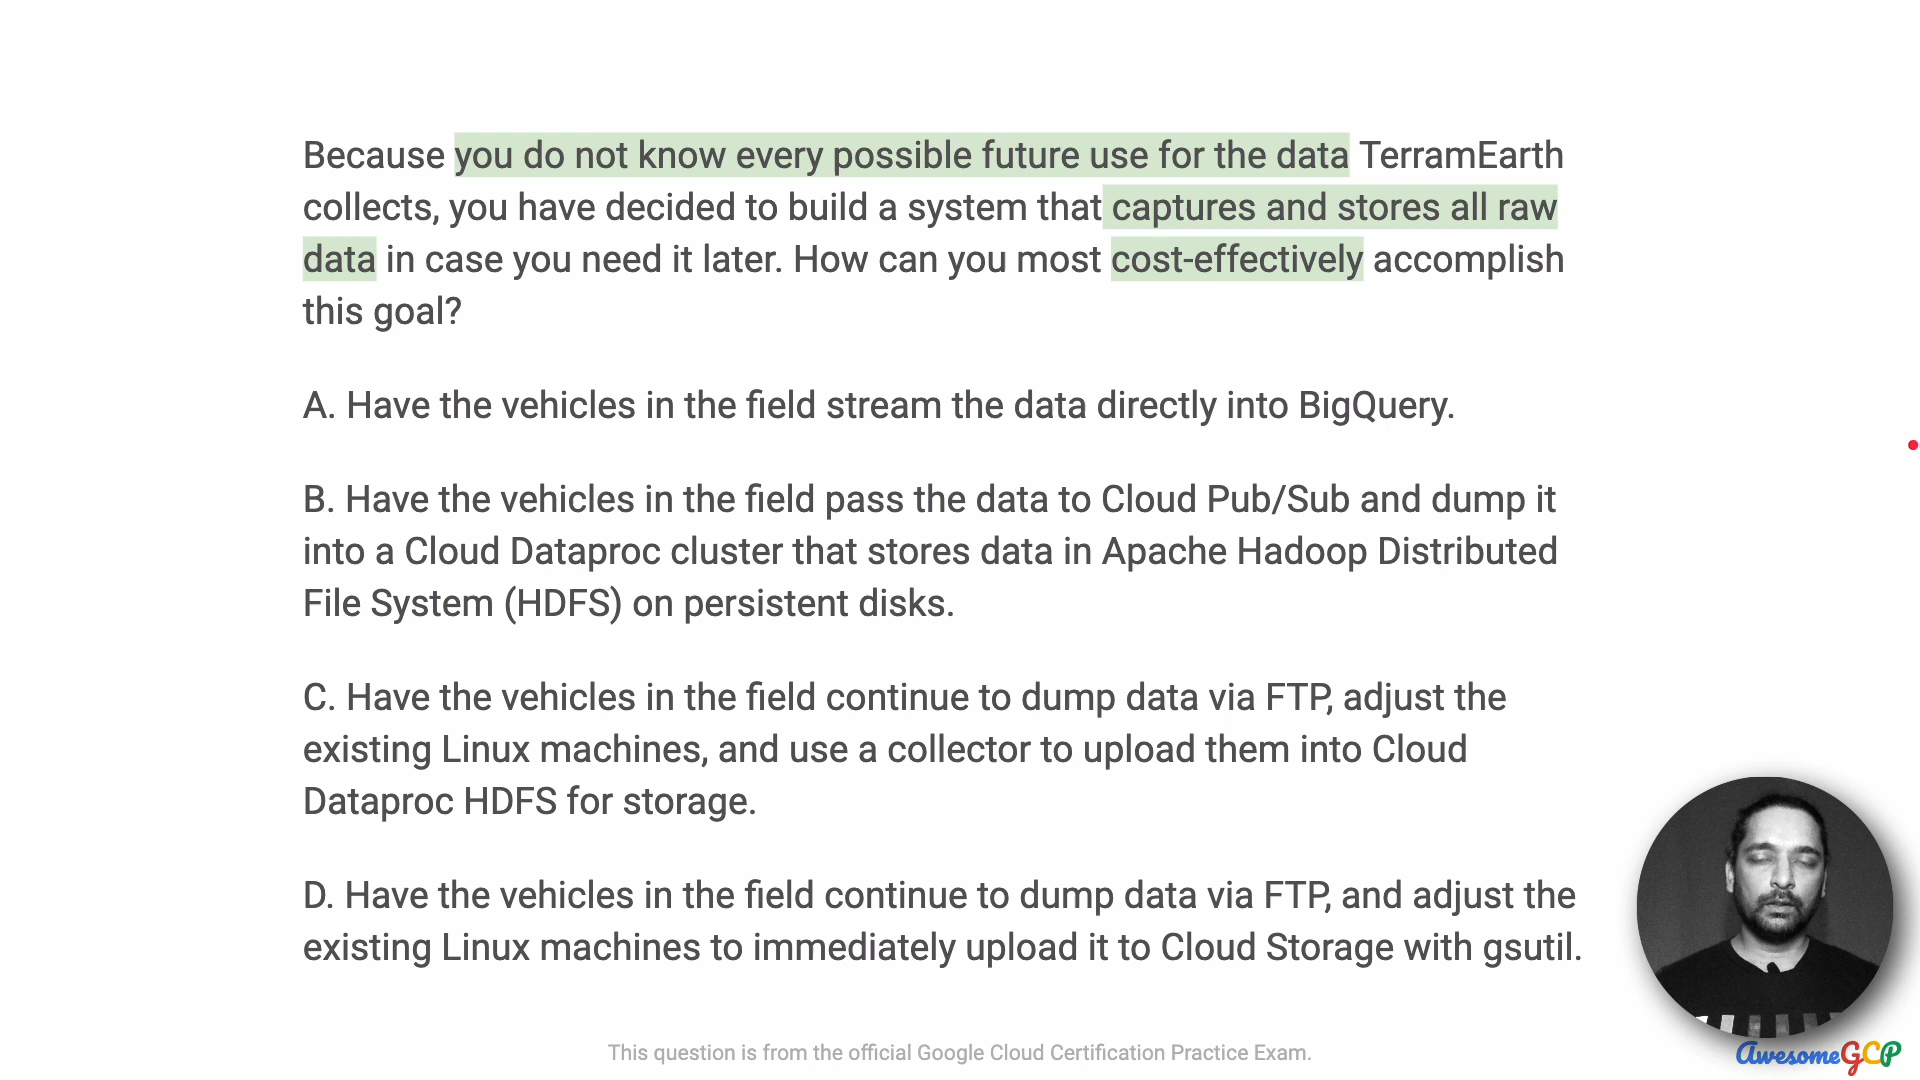 Because you do not know every possible future use for the data TerramEarth
collects, you have decided to build a system that captures and stores all raw
data in case you need it later. How can you most cost-effectively accomplish
this goal?
A. Have the vehicles in the field stream the data directly into BigQuery.
B. Have the vehicles in the field pass the data to Cloud Pub/Sub and dump it
into a Cloud Dataproc cluster that stores data in Apache Hadoop Distributed
File System (HDFS) on persistent disks.
C. Have the vehicles in the field continue to dump data via FTP, adjust the
existing Linux machines, and use a collector to upload them into Cloud
Dataproc HDFS for storage.
D. Have the vehicles in the field continue to dump data via FTP, and adjust the
existing Linux machines to immediately upload it to Cloud Storage with gsutil.
This question is from the official Google Cloud Certification Practice Exam.
AwesomeGCP